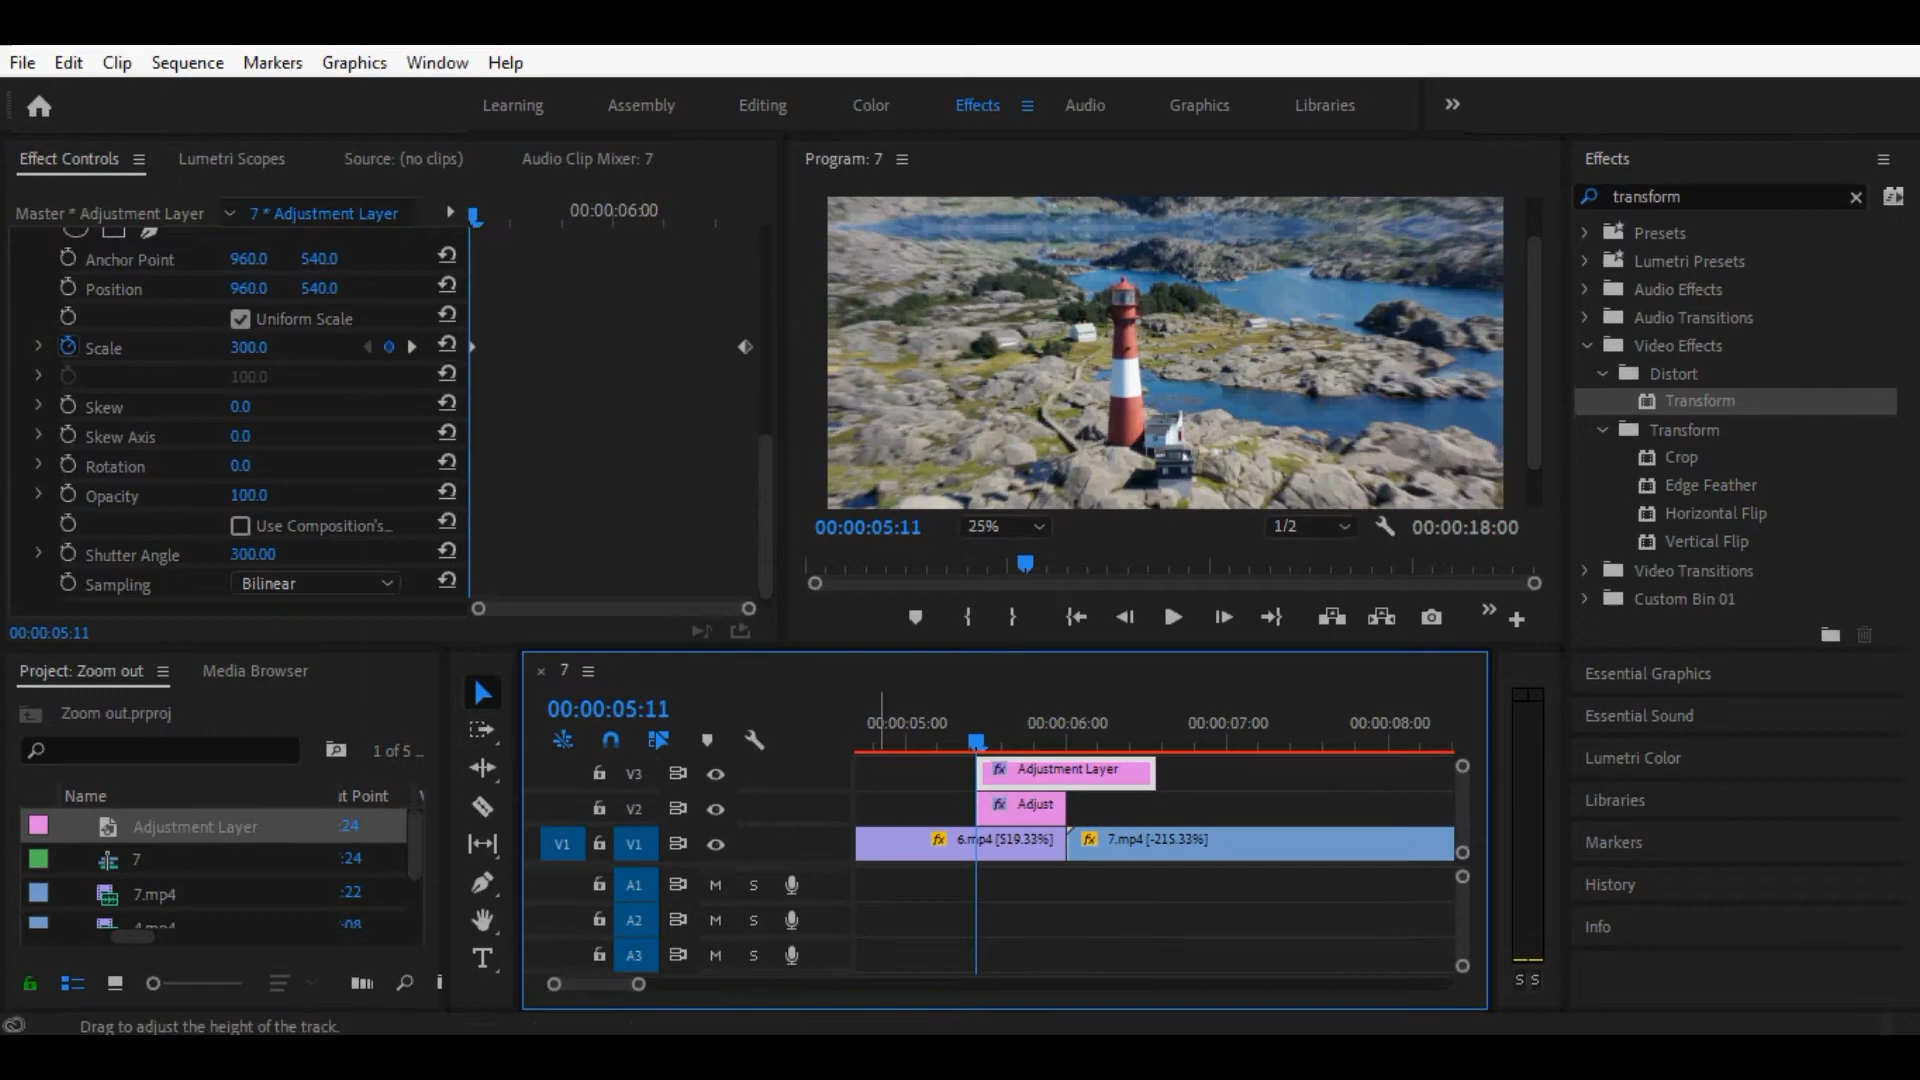 File Edit Clip Sequence Markers Graphics Window Help
Learning Assembly Editing Color Effects Audio Graphics Libraries
Effect Controls Lumetri Scopes Source: (no clips) Audio Clip Mixer: 7
Master * Adjustment Layer 7 * Adjustment Layer 00:00:06:00
Anchor Point 960.0 540.0
Position 960.0 540.0
Uniform Scale
Scale 300.0
100.0
Skew 0.0
Skew Axis 0.0
Rotation 0.0
Opacity 100.0
Use Composition's...
Shutter Angle 300.00
Sampling Bilinear
00:00:05:11
Program: 7
00:00:05:11 25% 1/2 00:00:18:00
Effects
transform
Presets
Lumetri Presets
Audio Effects
Audio Transitions
Video Effects
Distort
Transform
Transform
Crop
Edge Feather
Horizontal Flip
Vertical Flip
Video Transitions
Custom Bin 01
Essential Graphics
Essential Sound
Lumetri Color
Libraries
Markers
History
Info
Project: Zoom out Media Browser
Zoom out.prproj
1 of 5 ...
Name it Point
Adjustment Layer :24
7 :24
7.mp4 :22
4.mp4 :08
Drag to adjust the height of the track.
7
00:00:05:11
00:00:05:00 00:00:06:00 00:00:07:00 00:00:08:00
V3 fx Adjustment Layer
V2 fx Adjust
V1 V1 fx 6.mp4 [519.33%] fx 7.mp4 [-215.33%]
A1 M S
A2 M S
A3 M S
S S